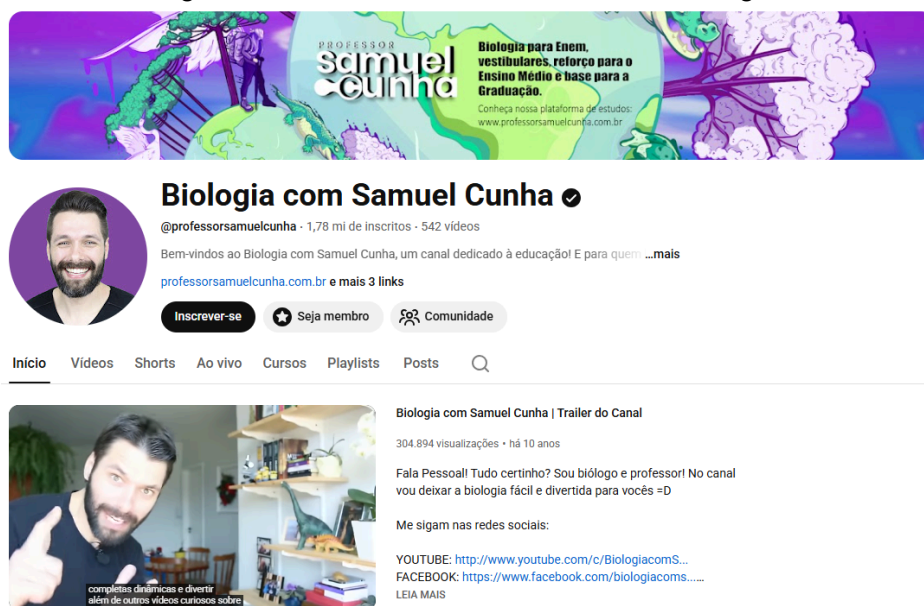 PROFESSOR
samuel
cunha
Biologia para Enem,
vestibulares, reforço para o
Ensino Médio e base para a
Graduação.
Conheça nossa plataforma de estudos:
www.professorsamuelcunha.com.br
Biologia com Samuel Cunha
@professorsamuelcunha · 1,78 mi de inscritos · 542 vídeos
Bem-vindos ao Biologia com Samuel Cunha, um canal dedicado à educação! E para quem ...mais
professorsamuelcunha.com.br e mais 3 links
Inscrever-se Seja membro Comunidade
Início Vídeos Shorts Ao vivo Cursos Playlists Posts
Biologia com Samuel Cunha | Trailer do Canal
304.894 visualizações • há 10 anos
Fala Pessoal! Tudo certinho? Sou biólogo e professor! No canal
vou deixar a biologia fácil e divertida para vocês =D
Me sigam nas redes sociais:
YOUTUBE: http://www.youtube.com/c/BiologiacomS...
FACEBOOK: https://www.facebook.com/biologiacoms......
LEIA MAIS
completas dinâmicas e divertir
além de outros vídeos curiosos sobre